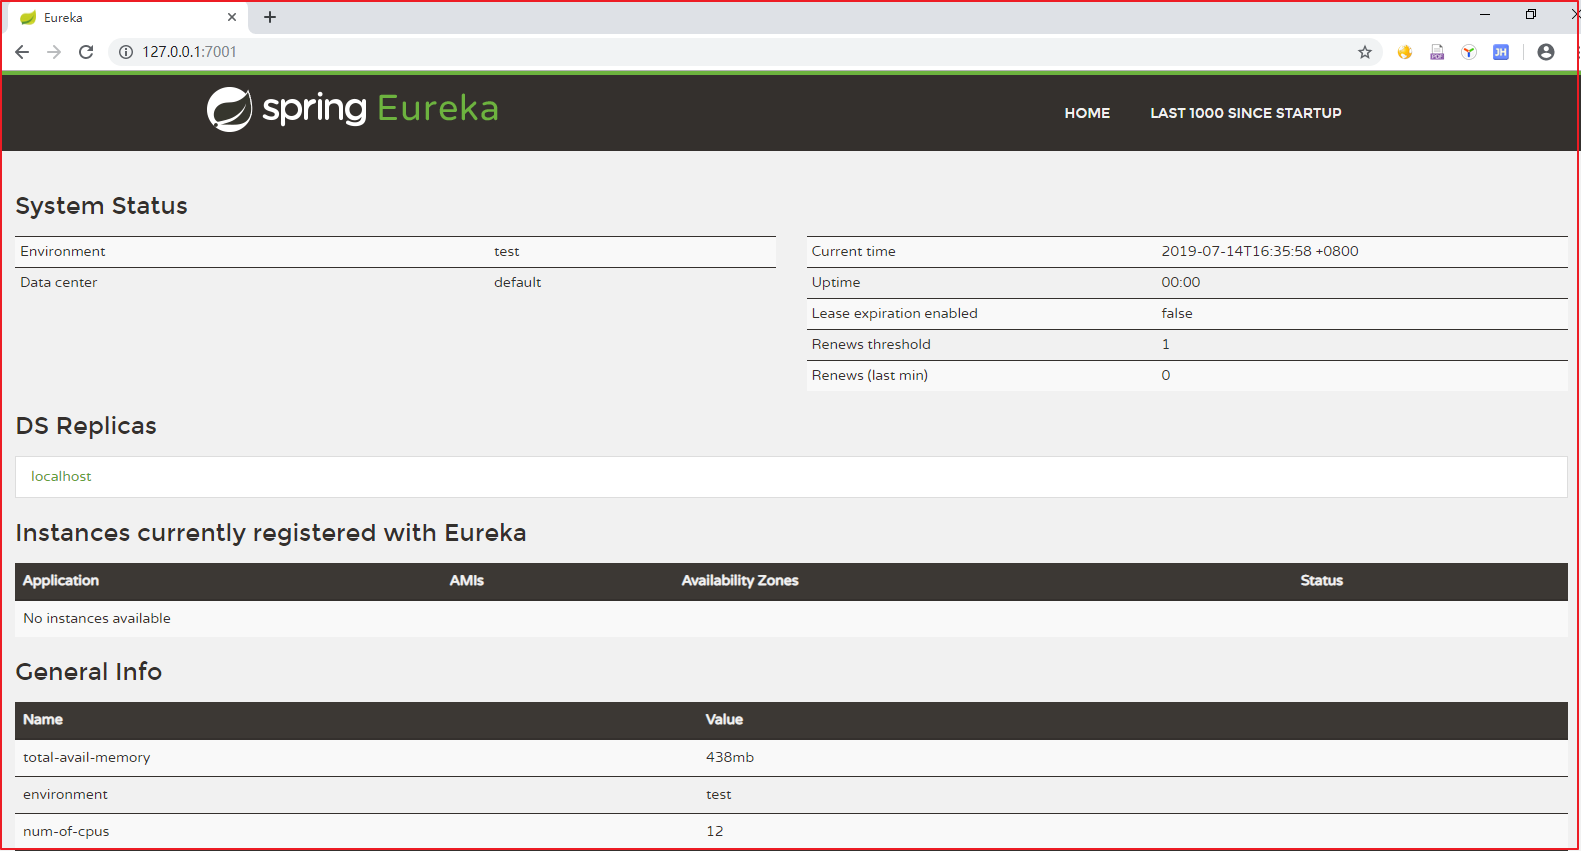 Eureka
127.0.0.1:7001
PDF
JH
spring Eureka
HOME LAST 1000 SINCE STARTUP
System Status
Environment test
Data center default
Current time 2019-07-14T16:35:58 +0800
Uptime 00:00
Lease expiration enabled false
Renews threshold 1
Renews (last min) 0
DS Replicas
localhost
Instances currently registered with Eureka
Application AMIs Availability Zones Status
No instances available
General Info
Name Value
total-avail-memory 438mb
environment test
num-of-cpus 12